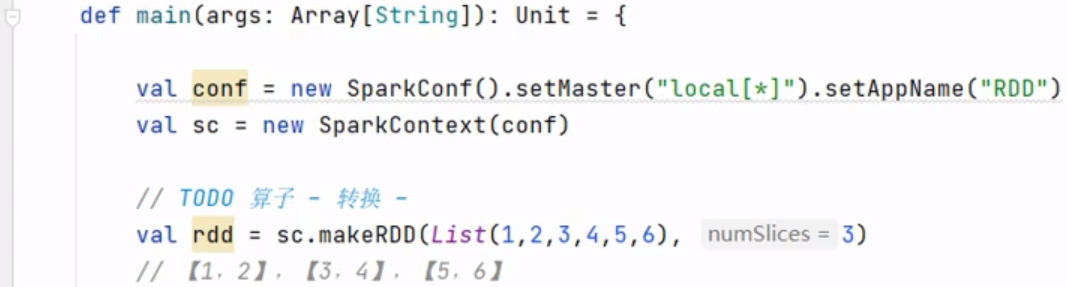 def main(args: Array[String]): Unit = {
val conf = new SparkConf().setMaster("local[*]").setAppName("RDD")
val sc = new SparkContext(conf)
// TODO 算子 - 转换 -
val rdd = sc.makeRDD(List(1,2,3,4,5,6), numSlices = 3)
// 【1，2】，【3，4】，【5，6】